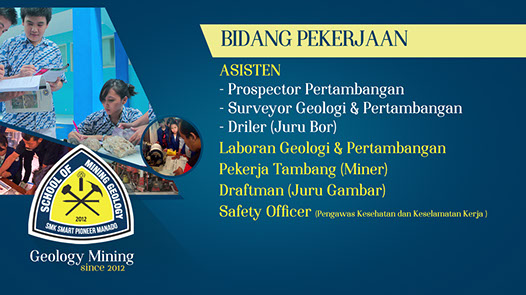 BIDANG PEKERJAAN
ASISTEN
- Prospector Pertambangan
- Surveyor Geologi & Pertambangan
- Driler (Juru Bor)
Laboran Geologi & Pertambangan
Pekerja Tambang (Miner)
Draftman (Juru Gambar)
Safety Officer (Pengawas Kesehatan dan Keselamatan Kerja )
SCHOOL OF MINING GEOLOGY
2012
SMK SMART PIONEER MANADO
Geology Mining
since 2012